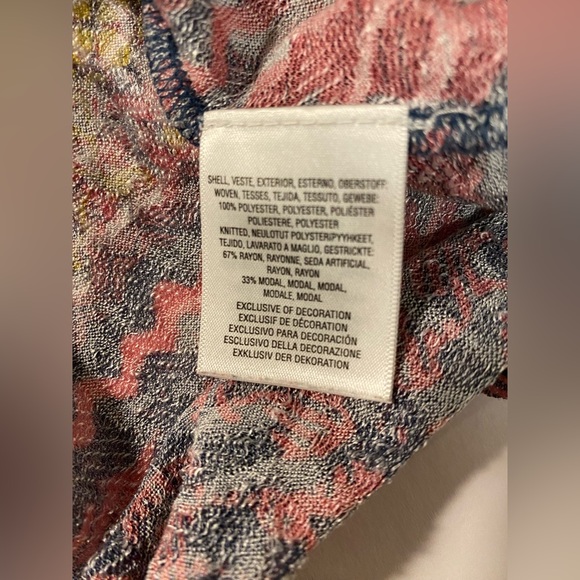 SHELL, VESTE, EXTERIOR, ESTERNO, OBERSTOFF:
WOVEN, TESSES, TEJIDA, TESSUTO, GEWEBE:
100% POLYESTER, POLYESTER, POLIÉSTER
POLIESTERE, POLYESTER
KNITTED, NEULOTUT POLYSTERIPYYHKEET,
TEJIDO, LAVARATO A MAGLIO, GESTRICKTE:
67% RAYON, RAYONNE, SEDA ARTIFICIAL,
RAYON, RAYON
33% MODAL, MODAL, MODAL,
MODALE, MODAL
EXCLUSIVE OF DECORATION
EXCLUSIF DE DÉCORATION
EXCLUSIVO PARA DECORACIÓN
ESCLUSIVO DELLA DECORAZIONE
EXKLUSIV DER DEKORATION